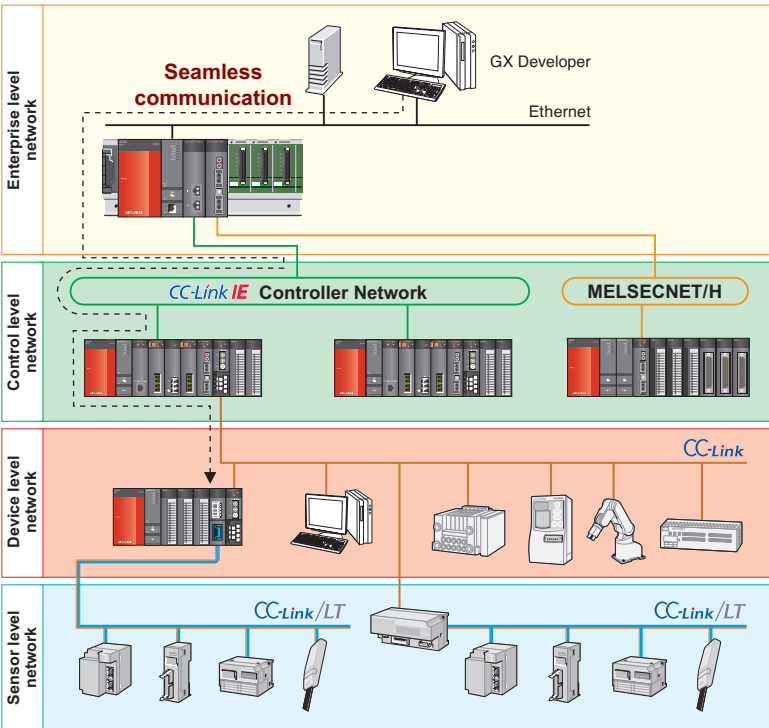 Enterprise level
network
Seamless
communication
GX Developer
Ethernet
Control level
network
CC-Link IE Controller Network
MELSECNET/H
Device level
network
CC-Link
Sensor level
network
CC-Link/LT
CC-Link/LT